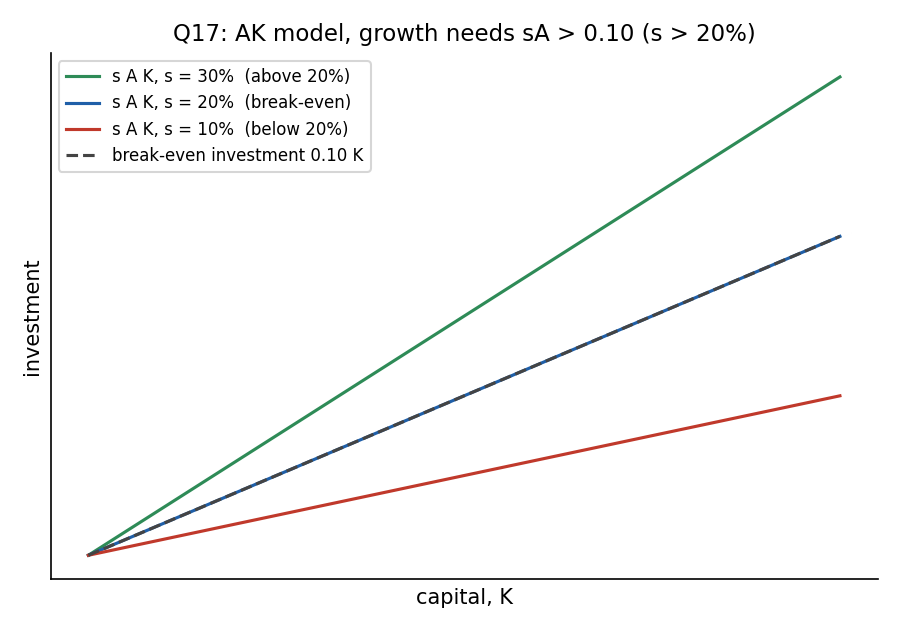 Q17: AK model, growth needs sA > 0.10 (s > 20%)
s A K, s = 30%  (above 20%)
s A K, s = 20%  (break-even)
s A K, s = 10%  (below 20%)
break-even investment 0.10 K
investment
capital, K